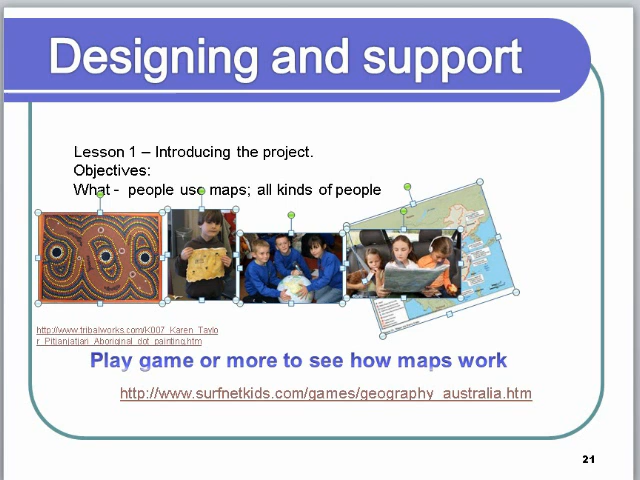 Designing and support
Lesson 1 – Introducing the project.
Objectives:
What - people use maps; all kinds of people
http://www.tribalworks.com/K007_Karen_Taylo
r_Pitjanjatjari_Aboriginal_dot_painting.htm
Play game or more to see how maps work
http://www.surfnetkids.com/games/geography_australia.htm
21